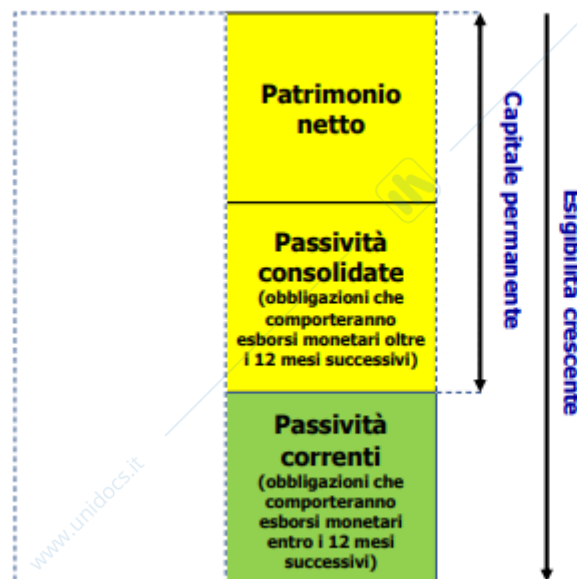 Patrimonio
netto
Passività
consolidate
(obbligazioni che
comporteranno
esborsi monetari oltre
i 12 mesi successivi)
Passività
correnti
(obbligazioni che
comporteranno
esborsi monetari
entro i 12 mesi
successivi)
Capitale permanente
Esigibilità crescente
www.unidocs.it